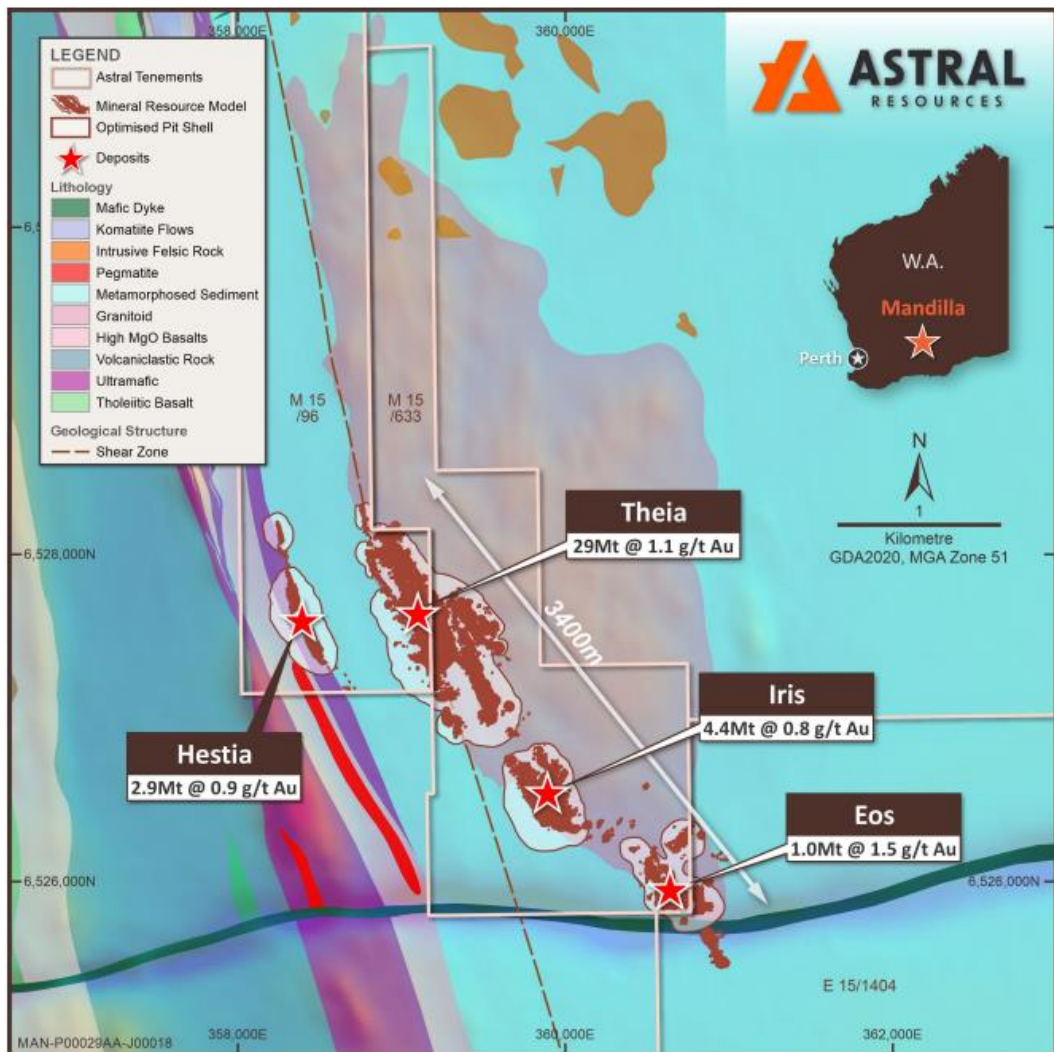 358,000E
360,000E
LEGEND
Astral Tenements
Mineral Resource Model
Optimised Pit Shell
Deposits
Lithology
Mafic Dyke
Komatiite Flows
Intrusive Felsic Rock
Pegmatite
Metamorphosed Sediment
Granitoid
High MgO Basalts
Volcaniclastic Rock
Ultramafic
Tholeiitic Basalt
Geological Structure
Shear Zone
ASTRAL
RESOURCES
W.A.
Mandilla
Perth
N
1
Kilometre
GDA2020, MGA Zone 51
M 15
/96
M 15
/633
6,528,000N
Theia
29Mt @ 1.1 g/t Au
3400m
Iris
4.4Mt @ 0.8 g/t Au
Hestia
2.9Mt @ 0.9 g/t Au
Eos
1.0Mt @ 1.5 g/t Au
6,526,000N
6,526,000N
E 15/1404
MAN-P00029AA-J00018
358,000E
360,000E
362,000E